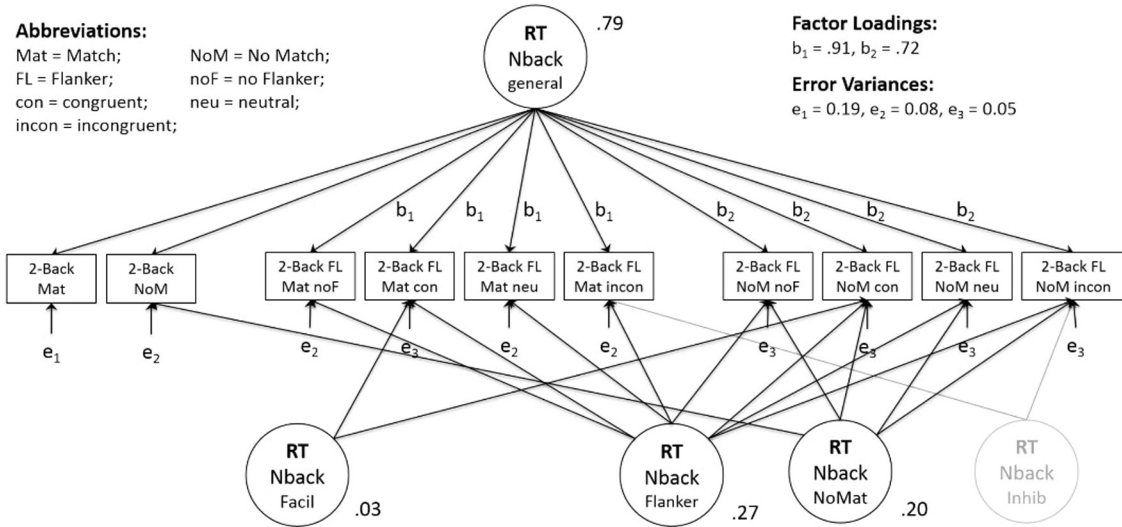 Abbreviations:
Mat = Match; NoM = No Match;
FL = Flanker; noF = no Flanker;
con = congruent; neu = neutral;
incon = incongruent;
RT
Nback
general
.79
Factor Loadings:
b₁ = .91, b₂ = .72
Error Variances:
e₁ = 0.19, e₂ = 0.08, e₃ = 0.05
b₁ b₁ b₁ b₁ b₂ b₂ b₂ b₂
2-Back
Mat
2-Back
NoM
2-Back FL
Mat noF
2-Back FL
Mat con
2-Back FL
Mat neu
2-Back FL
Mat incon
2-Back FL
NoM noF
2-Back FL
NoM con
2-Back FL
NoM neu
2-Back FL
NoM incon
e₁ e₂ e₂ e₃ e₂ e₂ e₃ e₃ e₃ e₃
RT
Nback
Facil
.03
RT
Nback
Flanker
.27
RT
Nback
NoMat
.20
RT
Nback
Inhib